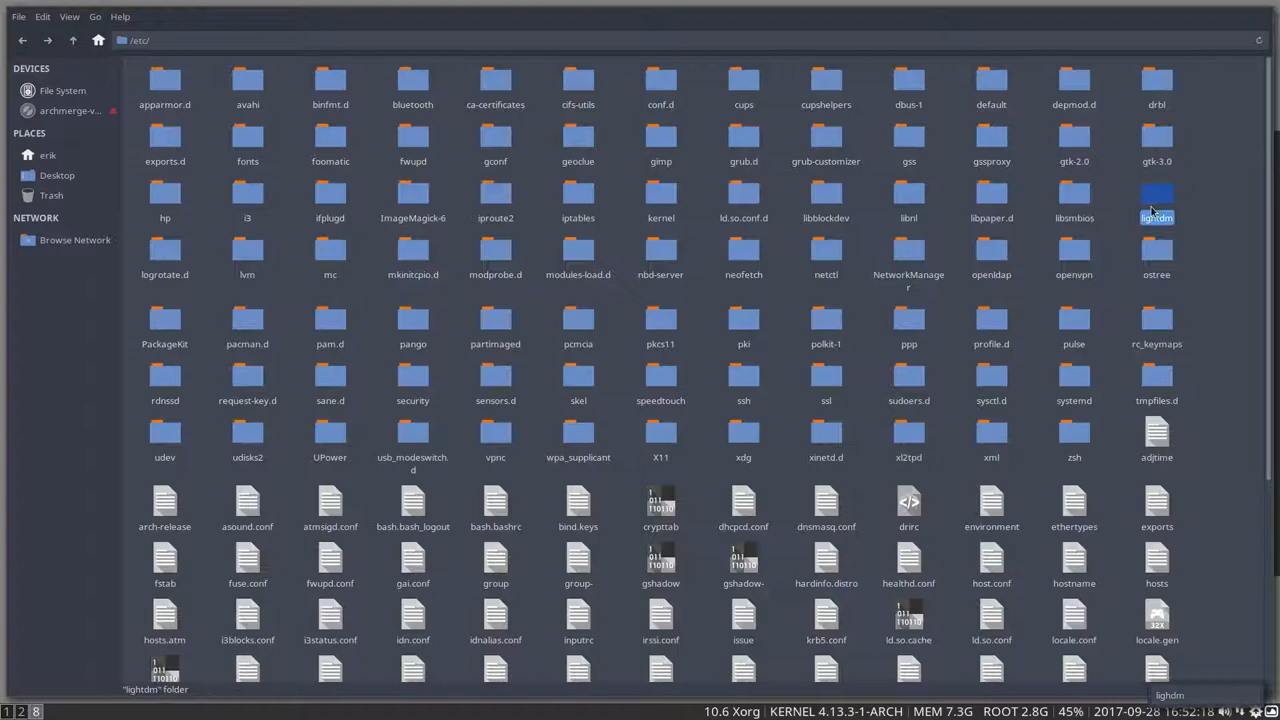 File Edit View Go Help
/etc/
DEVICES
File System
archmerge-v...
PLACES
erik
Desktop
Trash
NETWORK
Browse Network
apparmor.d avahi binfmt.d bluetooth ca-certificates cifs-utils conf.d cups cupshelpers dbus-1 default depmod.d drbl
exports.d fonts foomatic fwupd gconf geoclue gimp grub.d grub-customizer gss gssproxy gtk-2.0 gtk-3.0
hp i3 ifplugd ImageMagick-6 iproute2 iptables kernel ld.so.conf.d libblockdev libnl libpaper.d libsmbios lightdm
logrotate.d lvm mc mkinitcpio.d modprobe.d modules-load.d nbd-server neofetch netctl NetworkManage openldap openvpn ostree
r
PackageKit pacman.d pam.d pango partimaged pcmcia pkcs11 pki polkit-1 ppp profile.d pulse rc_keymaps
rdnssd request-key.d sane.d security sensors.d skel speedtouch ssh ssl sudoers.d sysctl.d systemd tmpfiles.d
udev udisks2 UPower usb_modeswitch. vpnc wpa_supplicant X11 xdg xinetd.d xl2tpd xml zsh adjtime
d
arch-release asound.conf atmsigd.conf bash.bash_logout bash.bashrc bind.keys crypttab dhcpcd.conf dnsmasq.conf drirc environment ethertypes exports
fstab fuse.conf fwupd.conf gai.conf group group- gshadow gshadow- hardinfo.distro healthd.conf host.conf hostname hosts
hosts.atm i3blocks.conf i3status.conf idn.conf idnalias.conf inputrc irssi.conf issue krb5.conf ld.so.cache ld.so.conf locale.conf locale.gen
"lightdm" folder
lighdm
1 2 8 10.6 Xorg | KERNEL 4.13.3-1-ARCH | MEM 7.3G | ROOT 2.8G | 45% | 2017-09-28 16:52:18